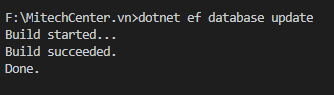 F:\MitechCenter.vn>dotnet ef database update
Build started...
Build succeeded.
Done.